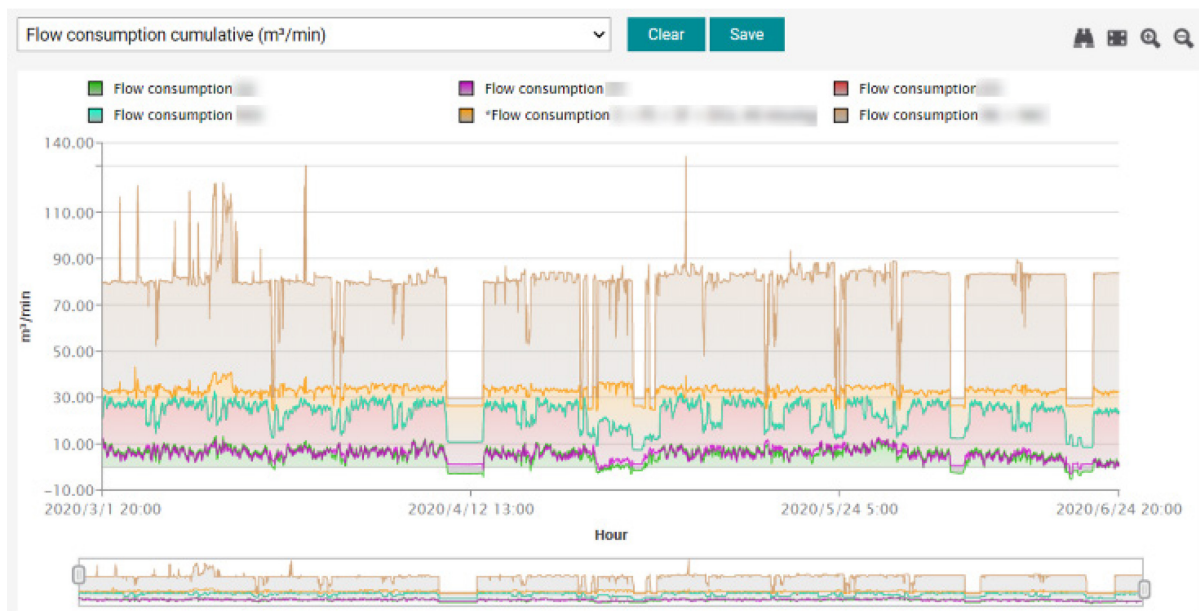 Flow consumption cumulative (m³/min)
Clear
Save
Flow consumption
Flow consumption
Flow consumption
Flow consumption
*Flow consumption
Flow consumption
140.00
110.00
90.00
70.00
50.00
30.00
10.00
-10.00
m³/min
2020/3/1 20:00
2020/4/12 13:00
2020/5/24 5:00
2020/6/24 20:00
Hour